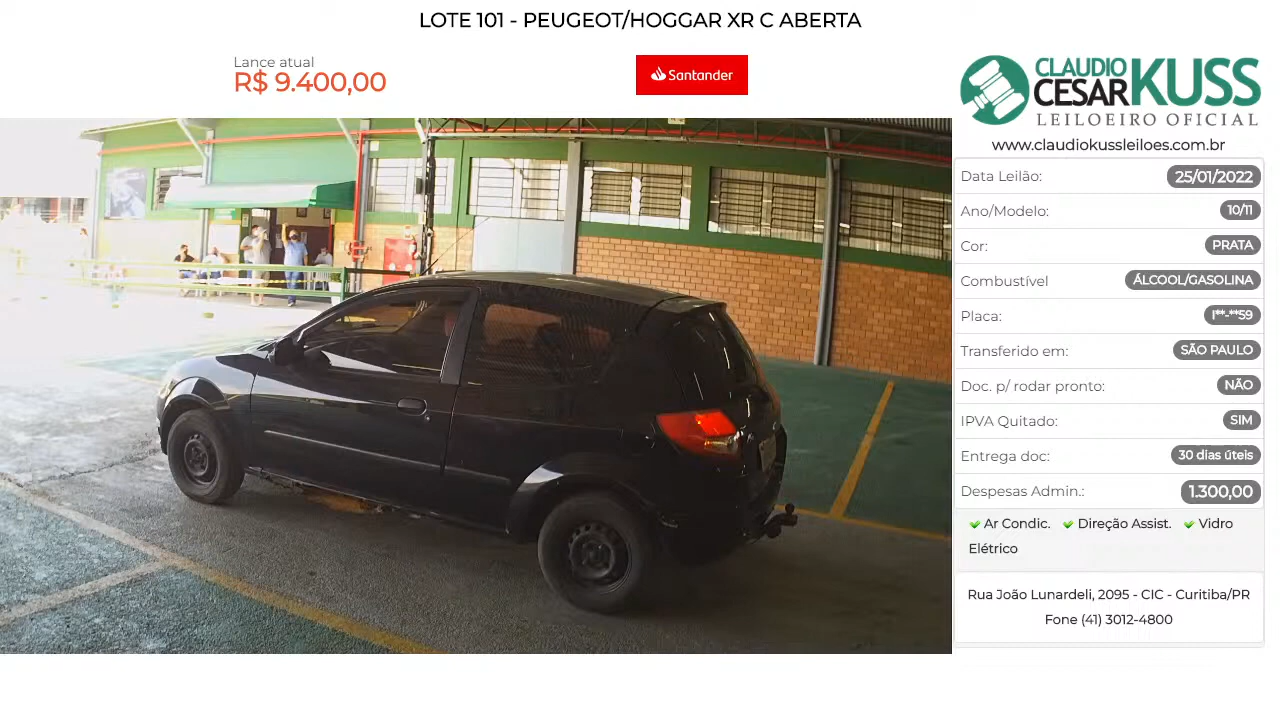 LOTE 101 - PEUGEOT/HOGGAR XR C ABERTA
Lance atual
R$ 9.400,00
Santander
CLAUDIO CESAR KUSS
LEILOEIRO OFICIAL
www.claudiokussleiloes.com.br
Data Leilão: 25/01/2022
Ano/Modelo: 10/11
Cor: PRATA
Combustível ÁLCOOL/GASOLINA
Placa: I**-**59
Transferido em: SÃO PAULO
Doc. p/ rodar pronto: NÃO
IPVA Quitado: SIM
Entrega doc: 30 dias úteis
Despesas Admin.: 1.300,00
Ar Condic. Direção Assist. Vidro
Elétrico
Rua João Lunardeli, 2095 - CIC - Curitiba/PR
Fone (41) 3012-4800